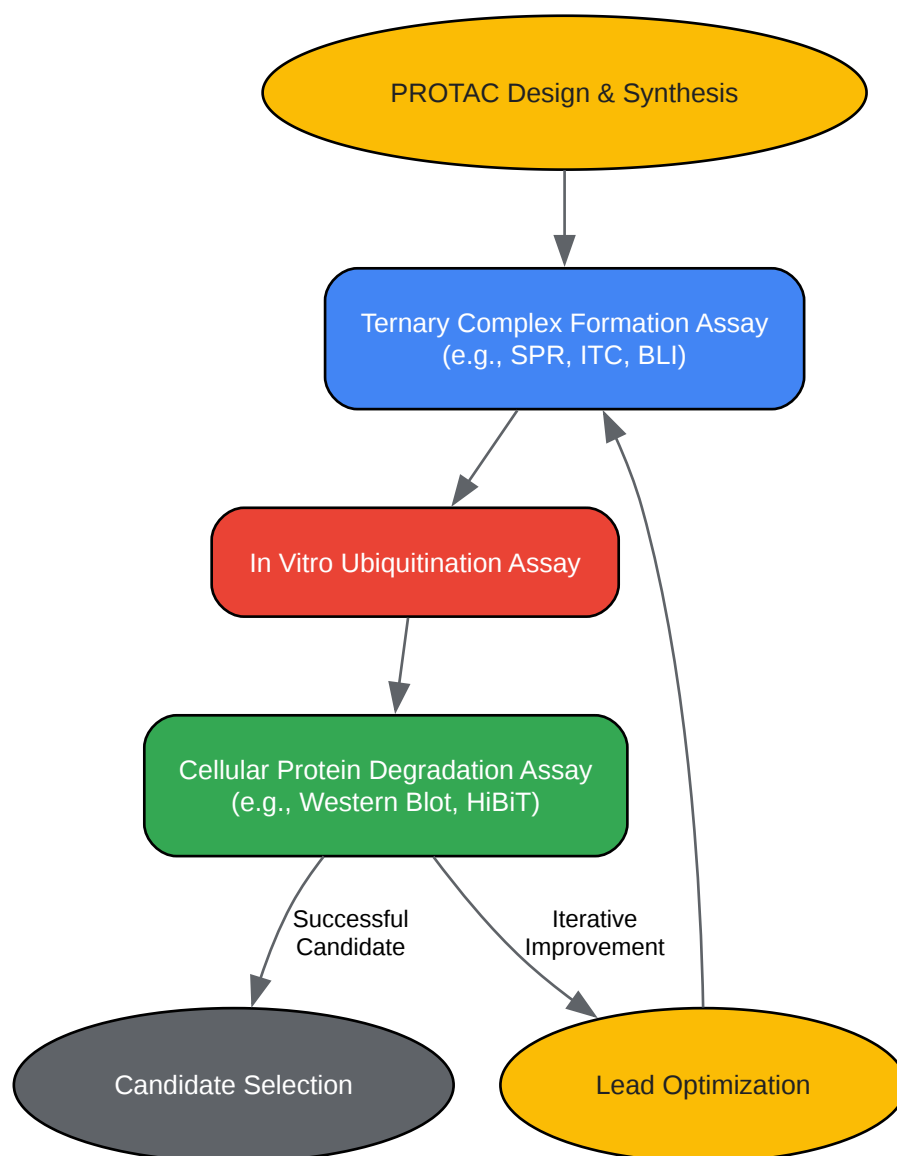 PROTAC Design & Synthesis
Ternary Complex Formation Assay
(e.g., SPR, ITC, BLI)
In Vitro Ubiquitination Assay
Cellular Protein Degradation Assay
(e.g., Western Blot, HiBiT)
Successful
Candidate
Iterative
Improvement
Candidate Selection
Lead Optimization